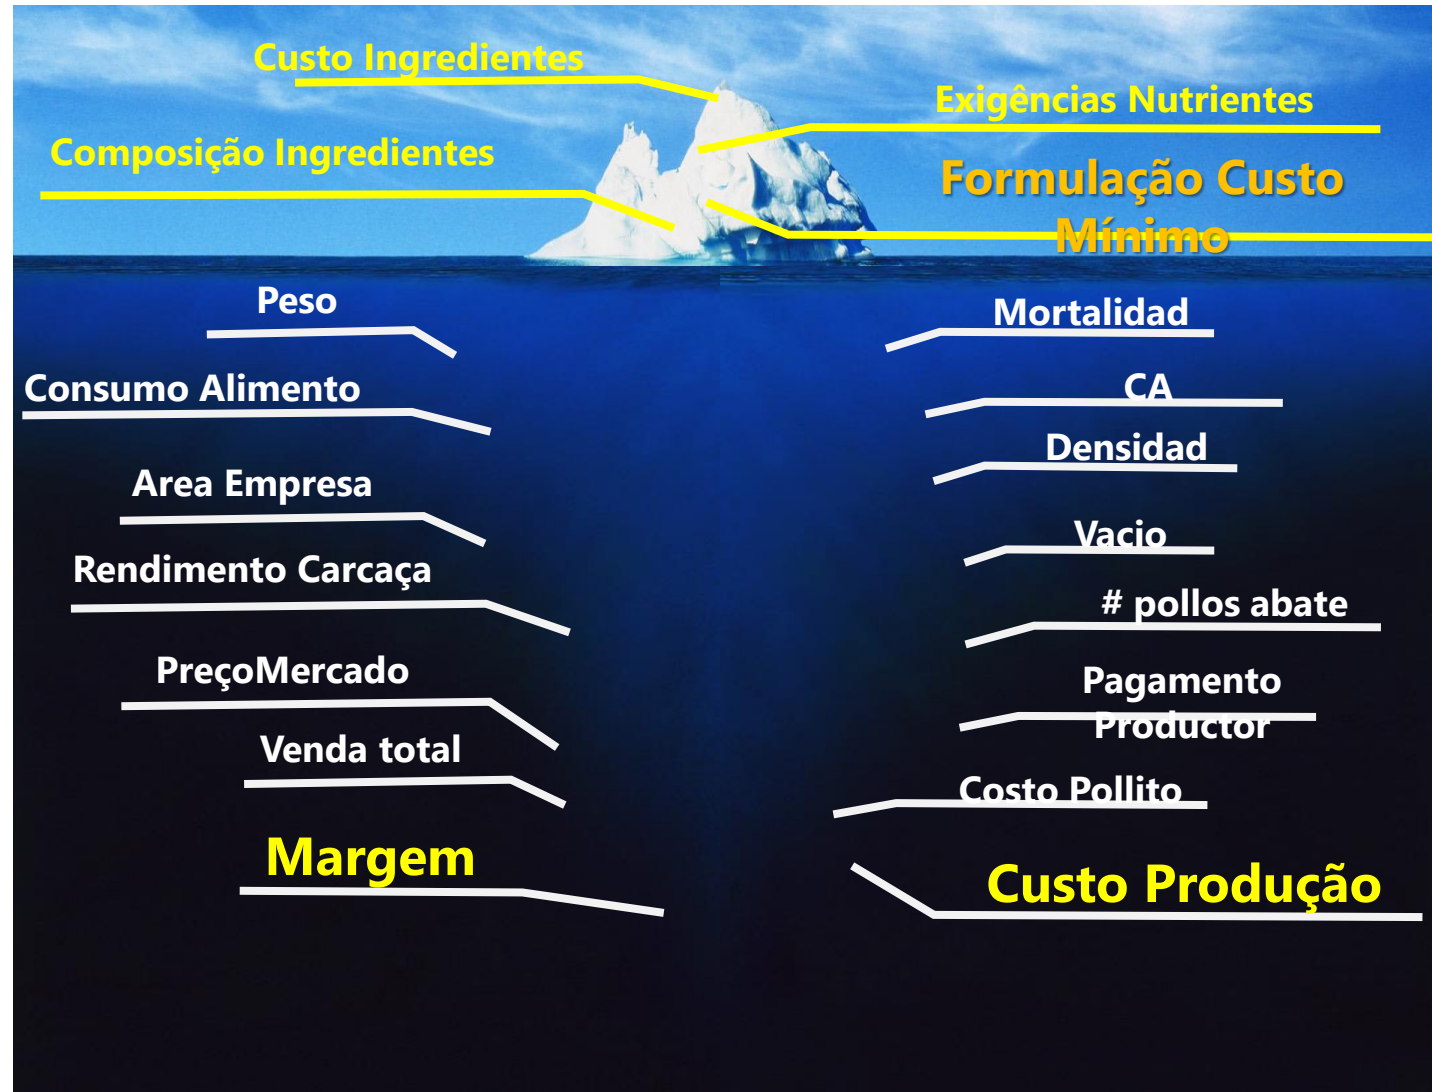 Custo Ingredientes
Exigências Nutrientes
Composição Ingredientes
Formulação Custo
Mínimo
Peso
Mortalidad
Consumo Alimento
CA
Densidad
Area Empresa
Vacio
Rendimento Carcaça
# pollos abate
PreçoMercado
Pagamento
Productor
Venda total
Costo Pollito
Margem
Custo Produção